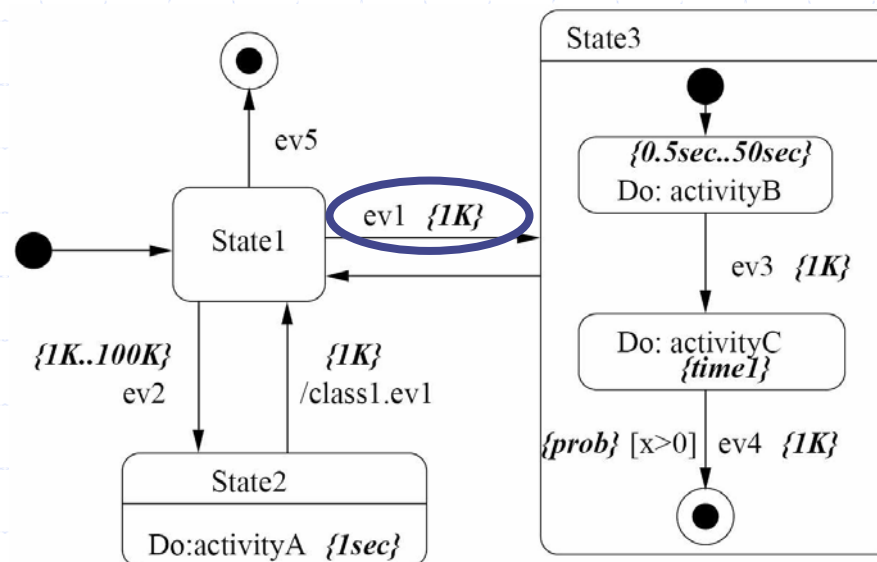 State3
ev5
{0.5sec..50sec}
Do: activityB
State1
ev1 {1K}
ev3 {1K}
{1K..100K}
ev2
{1K}
/class1.ev1
Do: activityC
{time1}
{prob} [x>0] ev4 {1K}
State2
Do:activityA {1sec}